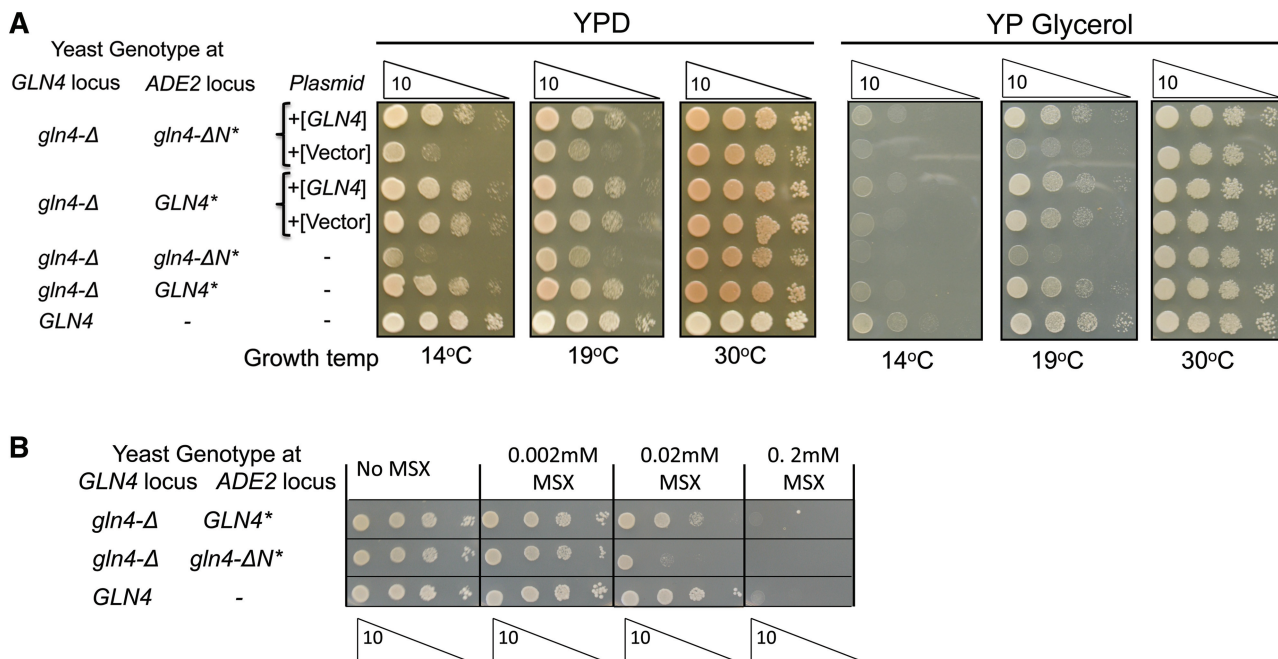 A
YPD
YP Glycerol
Yeast Genotype at
GLN4 locus ADE2 locus Plasmid
10 10 10 10 10 10
gln4-Δ gln4-ΔN*
+[GLN4]
+[Vector]
gln4-Δ GLN4*
+[GLN4]
+[Vector]
gln4-Δ gln4-ΔN* -
gln4-Δ GLN4* -
GLN4 - -
Growth temp 14°C 19°C 30°C 14°C 19°C 30°C
B
Yeast Genotype at
GLN4 locus ADE2 locus
No MSX
0.002mM
MSX
0.02mM
MSX
0. 2mM
MSX
gln4-Δ GLN4*
gln4-Δ gln4-ΔN*
GLN4 -
10 10 10 10